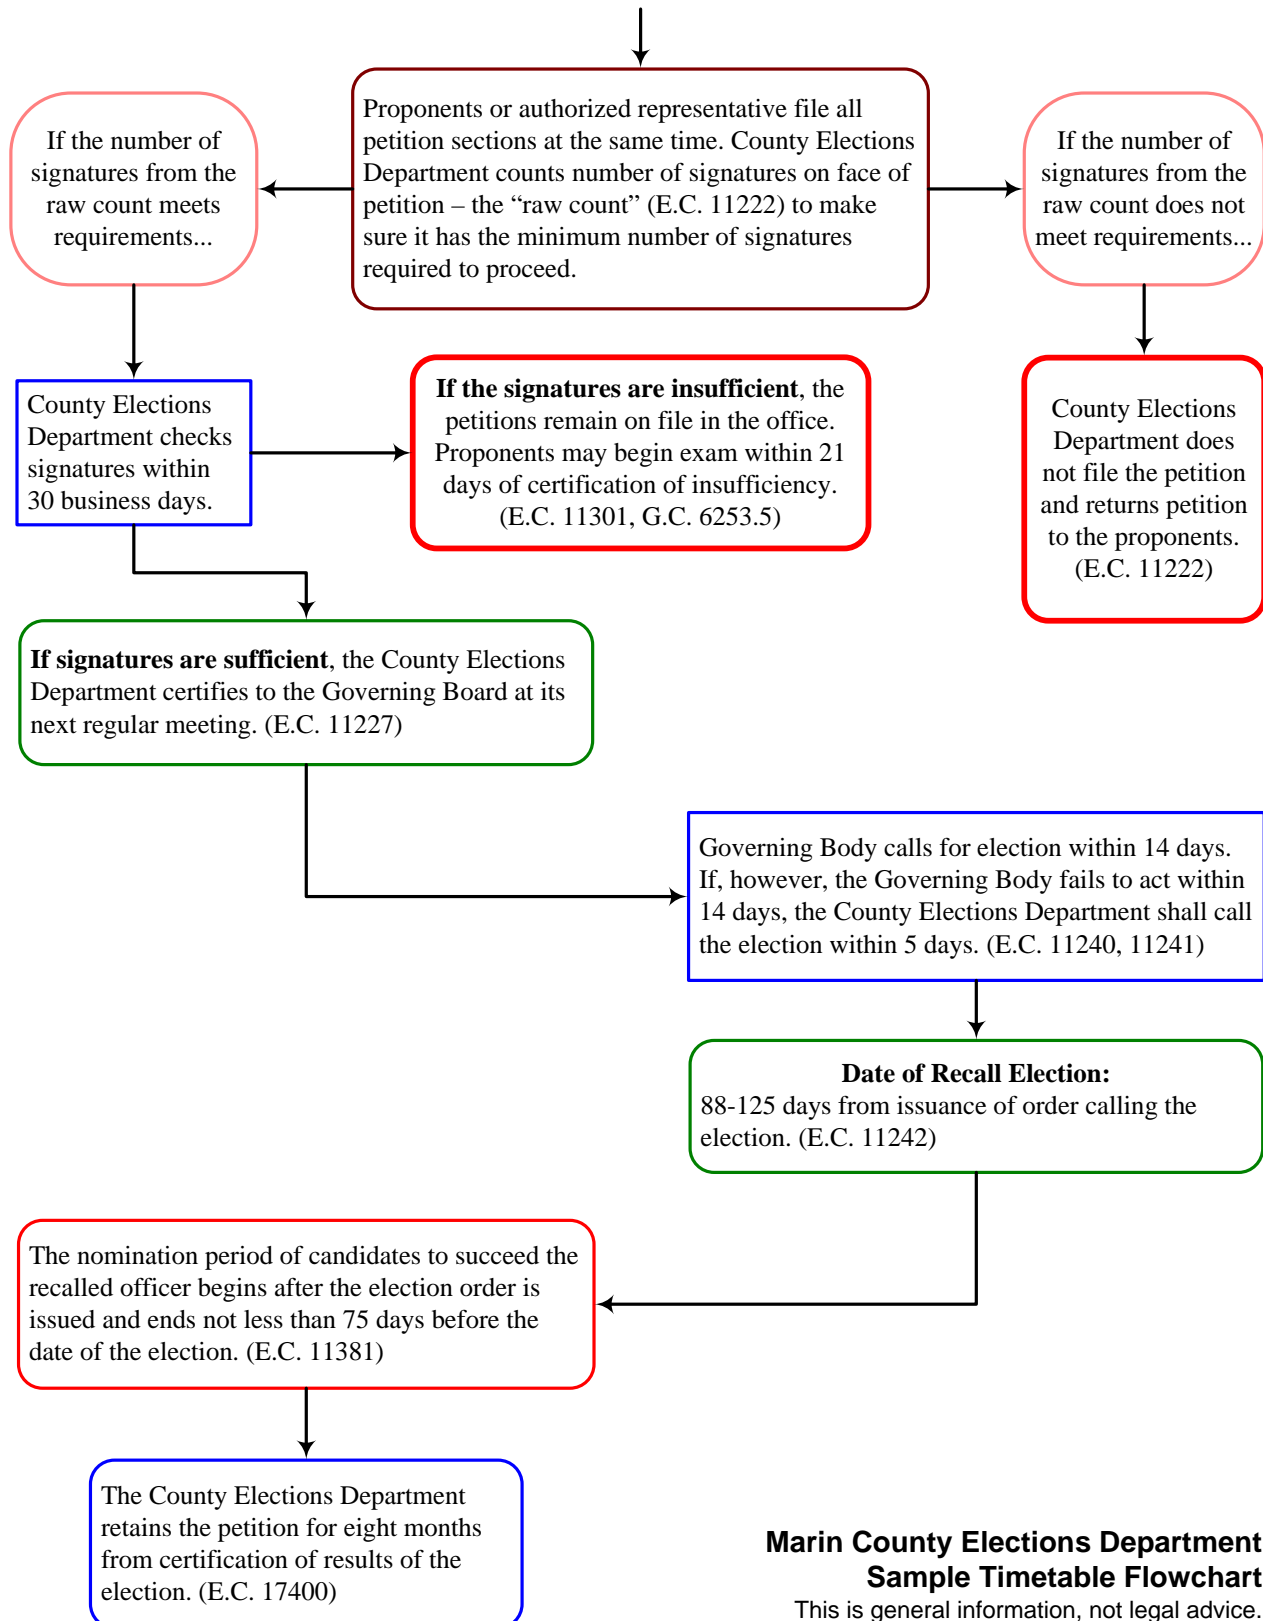 Proponents or authorized representative file all
petition sections at the same time. County Elections
Department counts number of signatures on face of
petition – the “raw count” (E.C. 11222) to make
sure it has the minimum number of signatures
required to proceed.
If the number of
signatures from the
raw count meets
requirements...
If the number of
signatures from the
raw count does not
meet requirements...
County Elections
Department checks
signatures within
30 business days.
If the signatures are insufficient, the
petitions remain on file in the office.
Proponents may begin exam within 21
days of certification of insufficiency.
(E.C. 11301, G.C. 6253.5)
County Elections
Department does
not file the petition
and returns petition
to the proponents.
(E.C. 11222)
If signatures are sufficient, the County Elections
Department certifies to the Governing Board at its
next regular meeting. (E.C. 11227)
Governing Body calls for election within 14 days.
If, however, the Governing Body fails to act within
14 days, the County Elections Department shall call
the election within 5 days. (E.C. 11240, 11241)
Date of Recall Election:
88-125 days from issuance of order calling the
election. (E.C. 11242)
The nomination period of candidates to succeed the
recalled officer begins after the election order is
issued and ends not less than 75 days before the
date of the election. (E.C. 11381)
The County Elections Department
retains the petition for eight months
from certification of results of the
election. (E.C. 17400)
Marin County Elections Department
Sample Timetable Flowchart
This is general information, not legal advice.